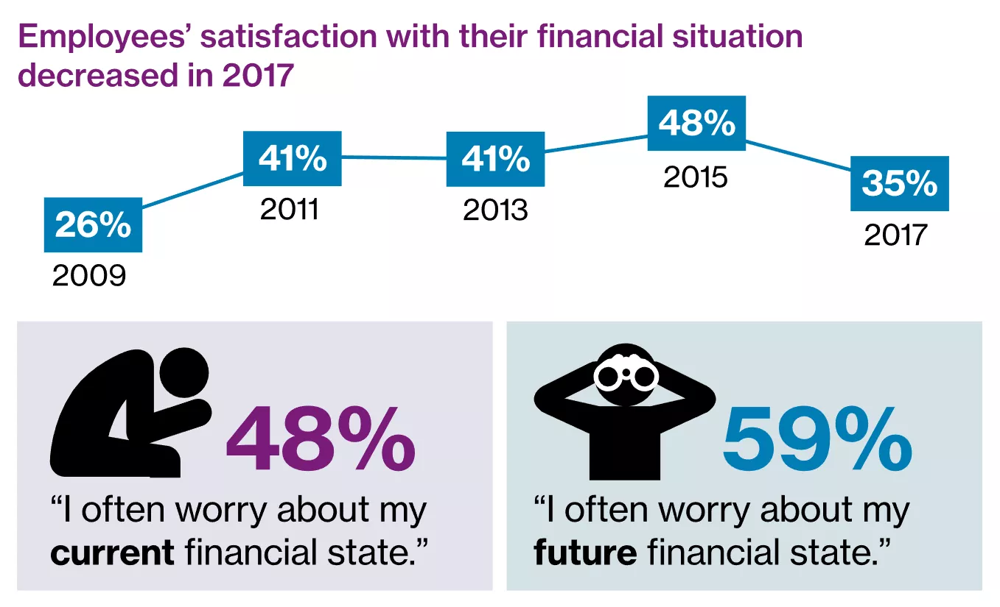 Employees’ satisfaction with their financial situation
decreased in 2017
26%
2009
41%
2011
41%
2013
48%
2015
35%
2017
48%
“I often worry about my
current financial state.”
59%
“I often worry about my
future financial state.”